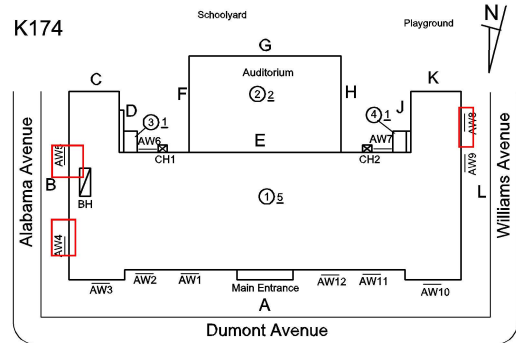 K174
Schoolyard
Playground
N
G
C
K
Auditorium
D
F
2 2
H
J
3 1
4 1
AW8
AW6
AW7
E
AW5
CH1
CH2
AW9
Alabama Avenue
B
BH
1 5
L
Williams Avenue
AW4
AW3
AW2
AW1
Main Entrance
AW12
AW11
AW10
A
Dumont Avenue